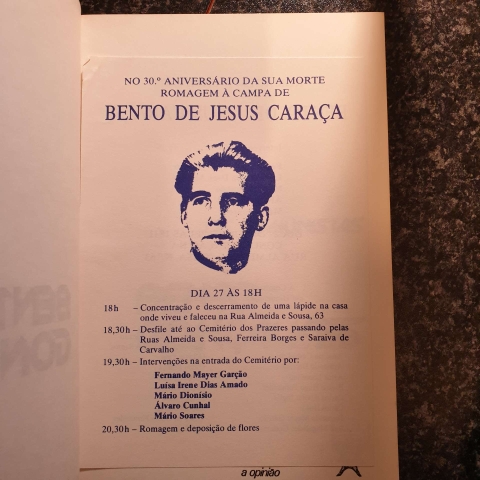 NO 30.º ANIVERSÁRIO DA SUA MORTE
ROMAGEM À CAMPA DE
BENTO DE JESUS CARAÇA
DIA 27 ÀS 18H
18h – Concentração e descerramento de uma lápide na casa
onde viveu e faleceu na Rua Almeida e Sousa, 63
18,30h – Desfile até ao Cemitério dos Prazeres passando pelas
Ruas Almeida e Sousa, Ferreira Borges e Saraiva de
Carvalho
19,30h – Intervenções na entrada do Cemitério por:
Fernando Mayer Garção
Luísa Irene Dias Amado
Mário Dionísio
Álvaro Cunhal
Mário Soares
20,30h – Romagem e deposição de flores
a opinião